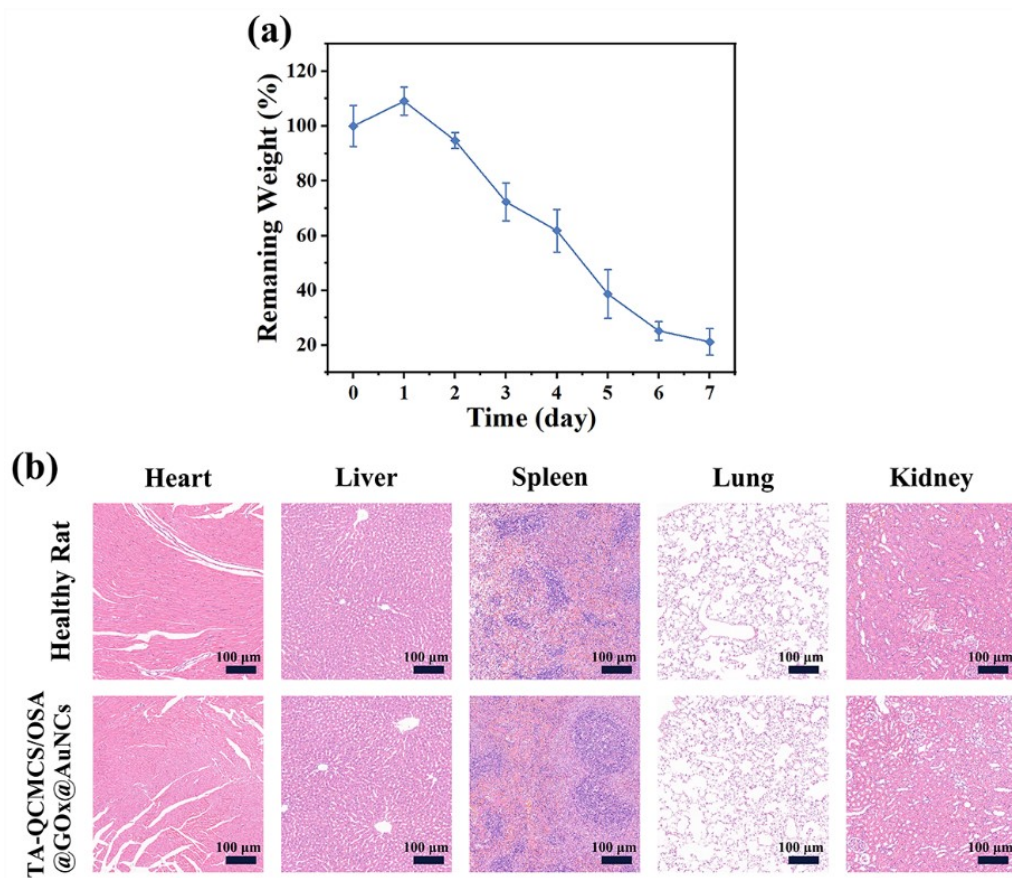 (a)
Remaning Weight (%)
120
100
80
60
40
20
0 1 2 3 4 5 6 7
Time (day)
(b)
Heart Liver Spleen Lung Kidney
Healthy Rat
100 μm 100 μm 100 μm 100 μm 100 μm
TA-QCMCS/OSA
@GOx@AuNCs
100 μm 100 μm 100 μm 100 μm 100 μm